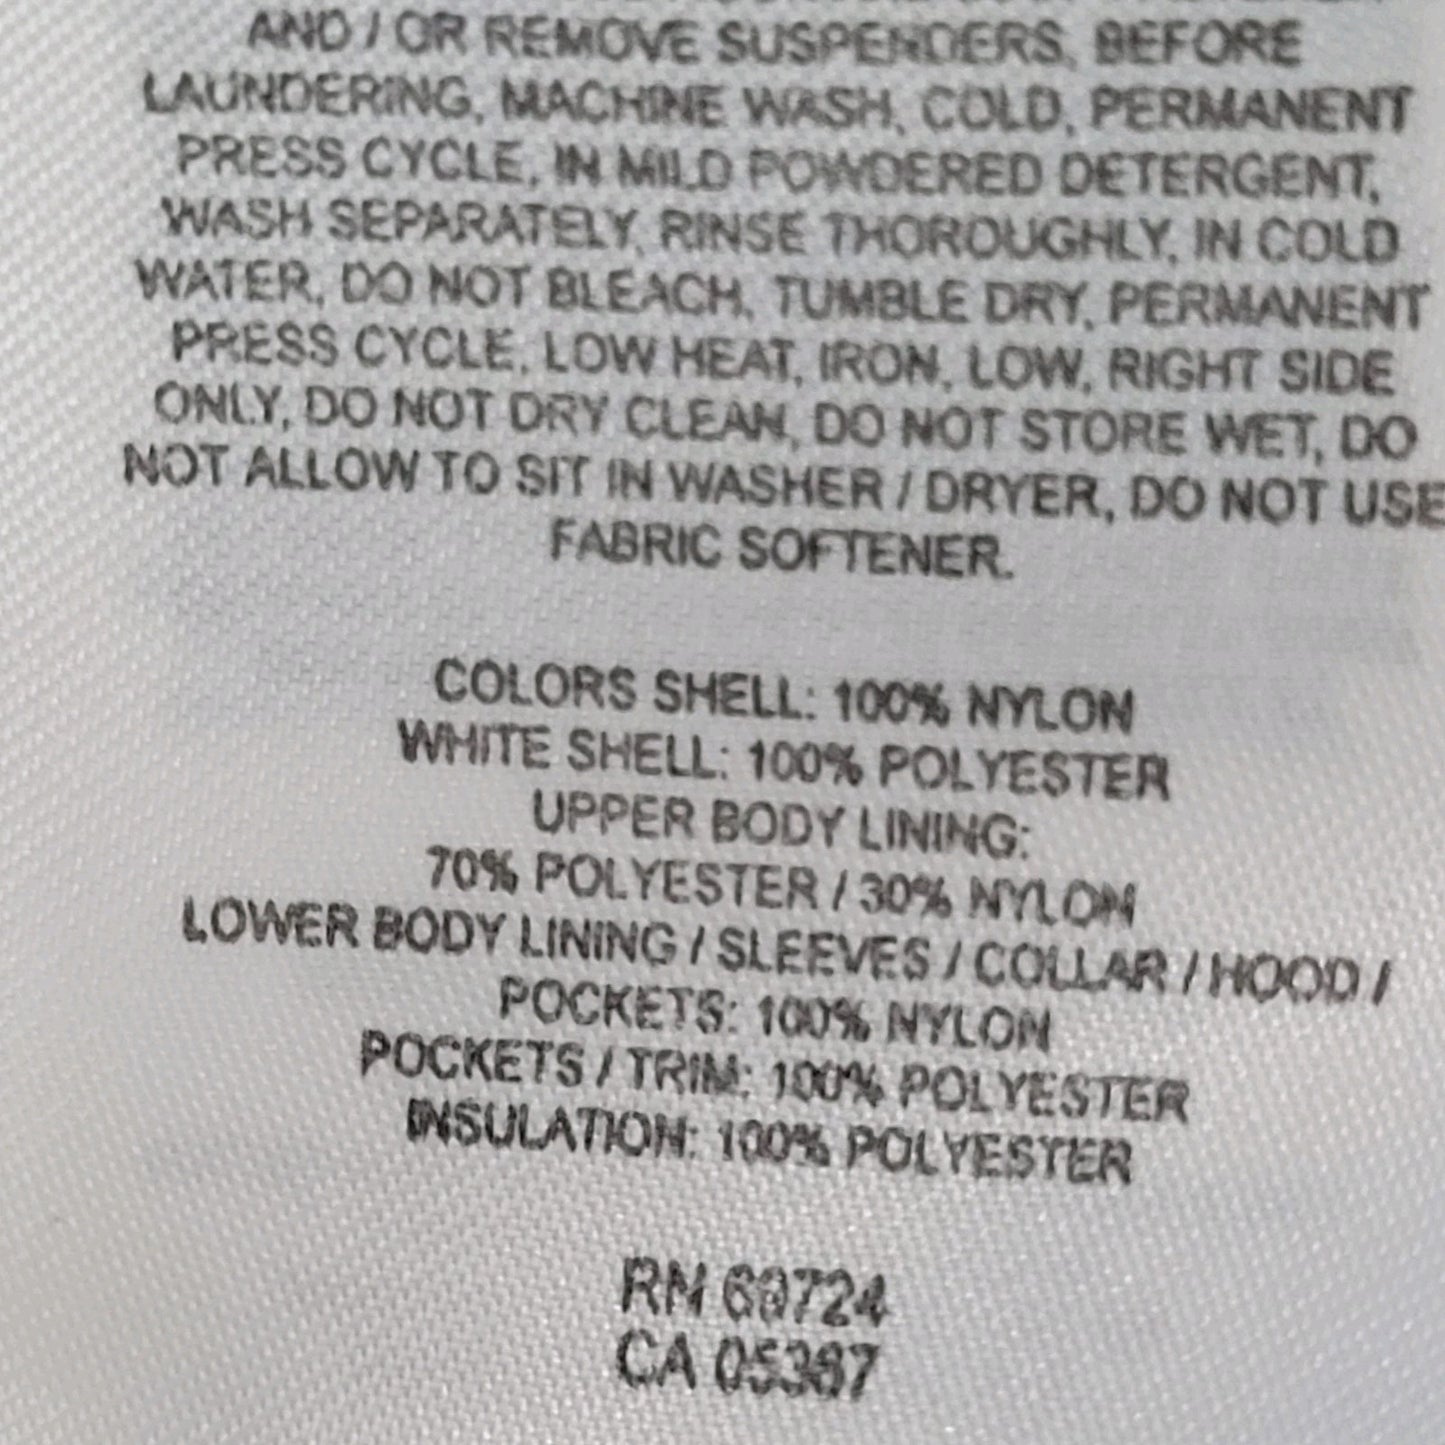 AND / OR REMOVE SUSPENDERS, BEFORE
LAUNDERING, MACHINE WASH, COLD, PERMANENT
PRESS CYCLE, IN MILD POWDERED DETERGENT,
WASH SEPARATELY, RINSE THOROUGHLY, IN COLD
WATER, DO NOT BLEACH, TUMBLE DRY, PERMANENT
PRESS CYCLE, LOW HEAT, IRON, LOW, RIGHT SIDE
ONLY, DO NOT DRY CLEAN, DO NOT STORE WET, DO
NOT ALLOW TO SIT IN WASHER / DRYER, DO NOT USE
FABRIC SOFTENER.
COLORS SHELL: 100% NYLON
WHITE SHELL: 100% POLYESTER
UPPER BODY LINING:
70% POLYESTER / 30% NYLON
LOWER BODY LINING / SLEEVES / COLLAR / HOOD /
POCKETS: 100% NYLON
POCKETS / TRIM: 100% POLYESTER
INSULATION: 100% POLYESTER
RM 69724
CA 05387